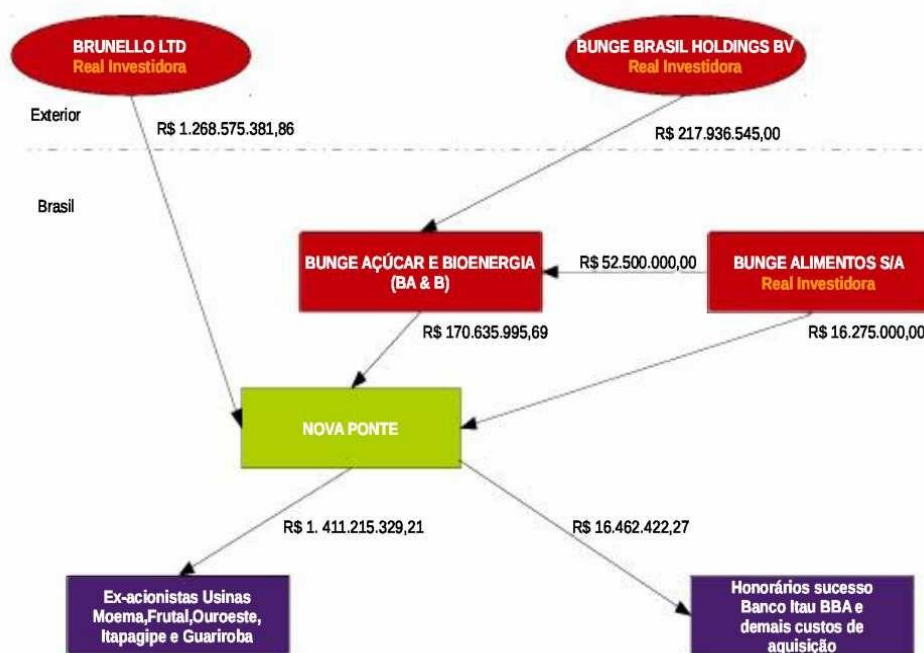 BRUNELLO LTD
Real Investidora
BUNGE BRASIL HOLDINGS BV
Real Investidora
Exterior
R$ 1.268.575.381,86
R$ 217.936.545,00
Brasil
BUNGE AÇÚCAR E BIOENERGIA
(BA & B)
R$ 52.500.000,00
BUNGE ALIMENTOS S/A
Real Investidora
R$ 170.635.995,69
R$ 16.275.000,00
NOVA PONTE
R$ 1. 411.215.329,21
R$ 16.462.422,27
Ex-acionistas Usinas
Moema,Frutal,Ouroeste,
Itapagipe e Guariroba
Honorários sucesso
Banco Itau BBA e
demais custos de
aquisição